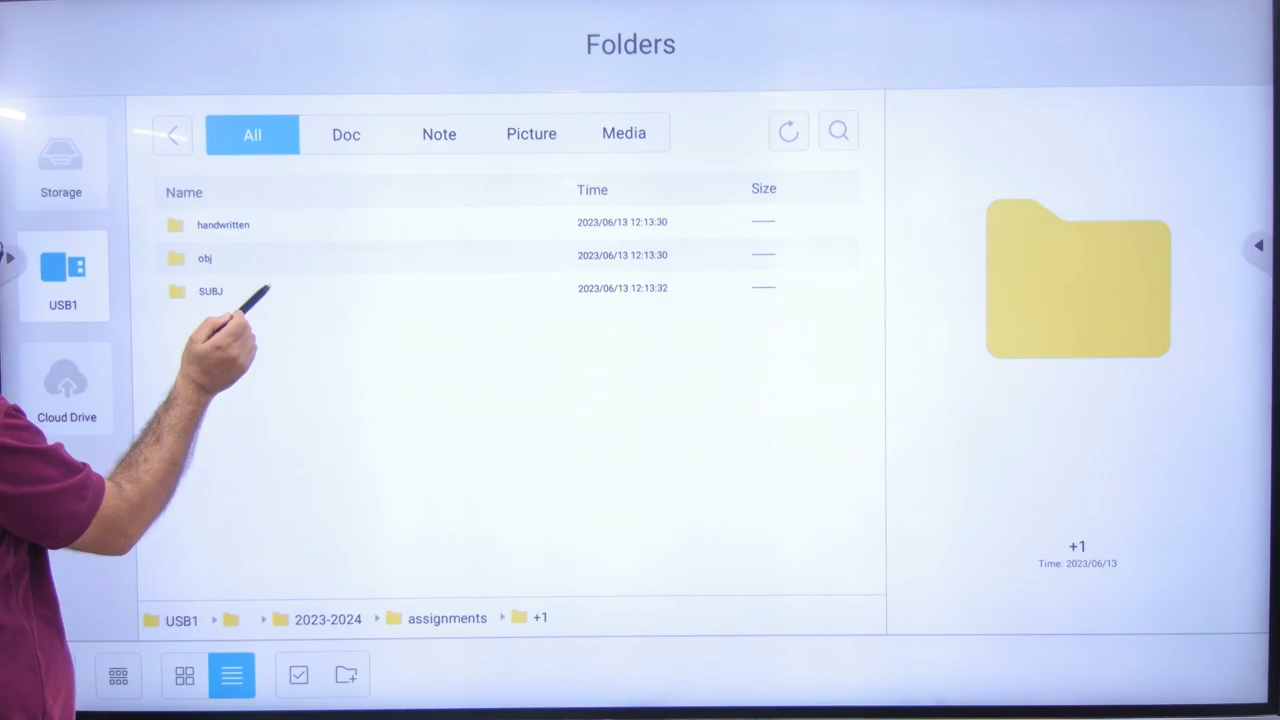 Folders
All Doc Note Picture Media
Storage
USB1
Cloud Drive
Name Time Size
handwritten 2023/06/13 12:13:30
obj 2023/06/13 12:13:30
SUBJ 2023/06/13 12:13:32
+1
Time: 2023/06/13
USB1 2023-2024 assignments +1